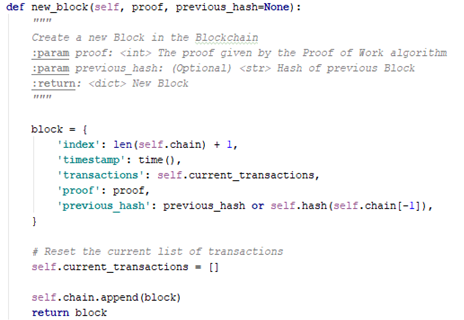 def new_block(self, proof, previous_hash=None):
"""
Create a new Block in the Blockchain
:param proof: <int> The proof given by the Proof of Work algorithm
:param previous_hash: (Optional) <str> Hash of previous Block
:return: <dict> New Block
"""
block = {
'index': len(self.chain) + 1,
'timestamp': time(),
'transactions': self.current_transactions,
'proof': proof,
'previous_hash': previous_hash or self.hash(self.chain[-1]),
}
# Reset the current list of transactions
self.current_transactions = []
self.chain.append(block)
return block